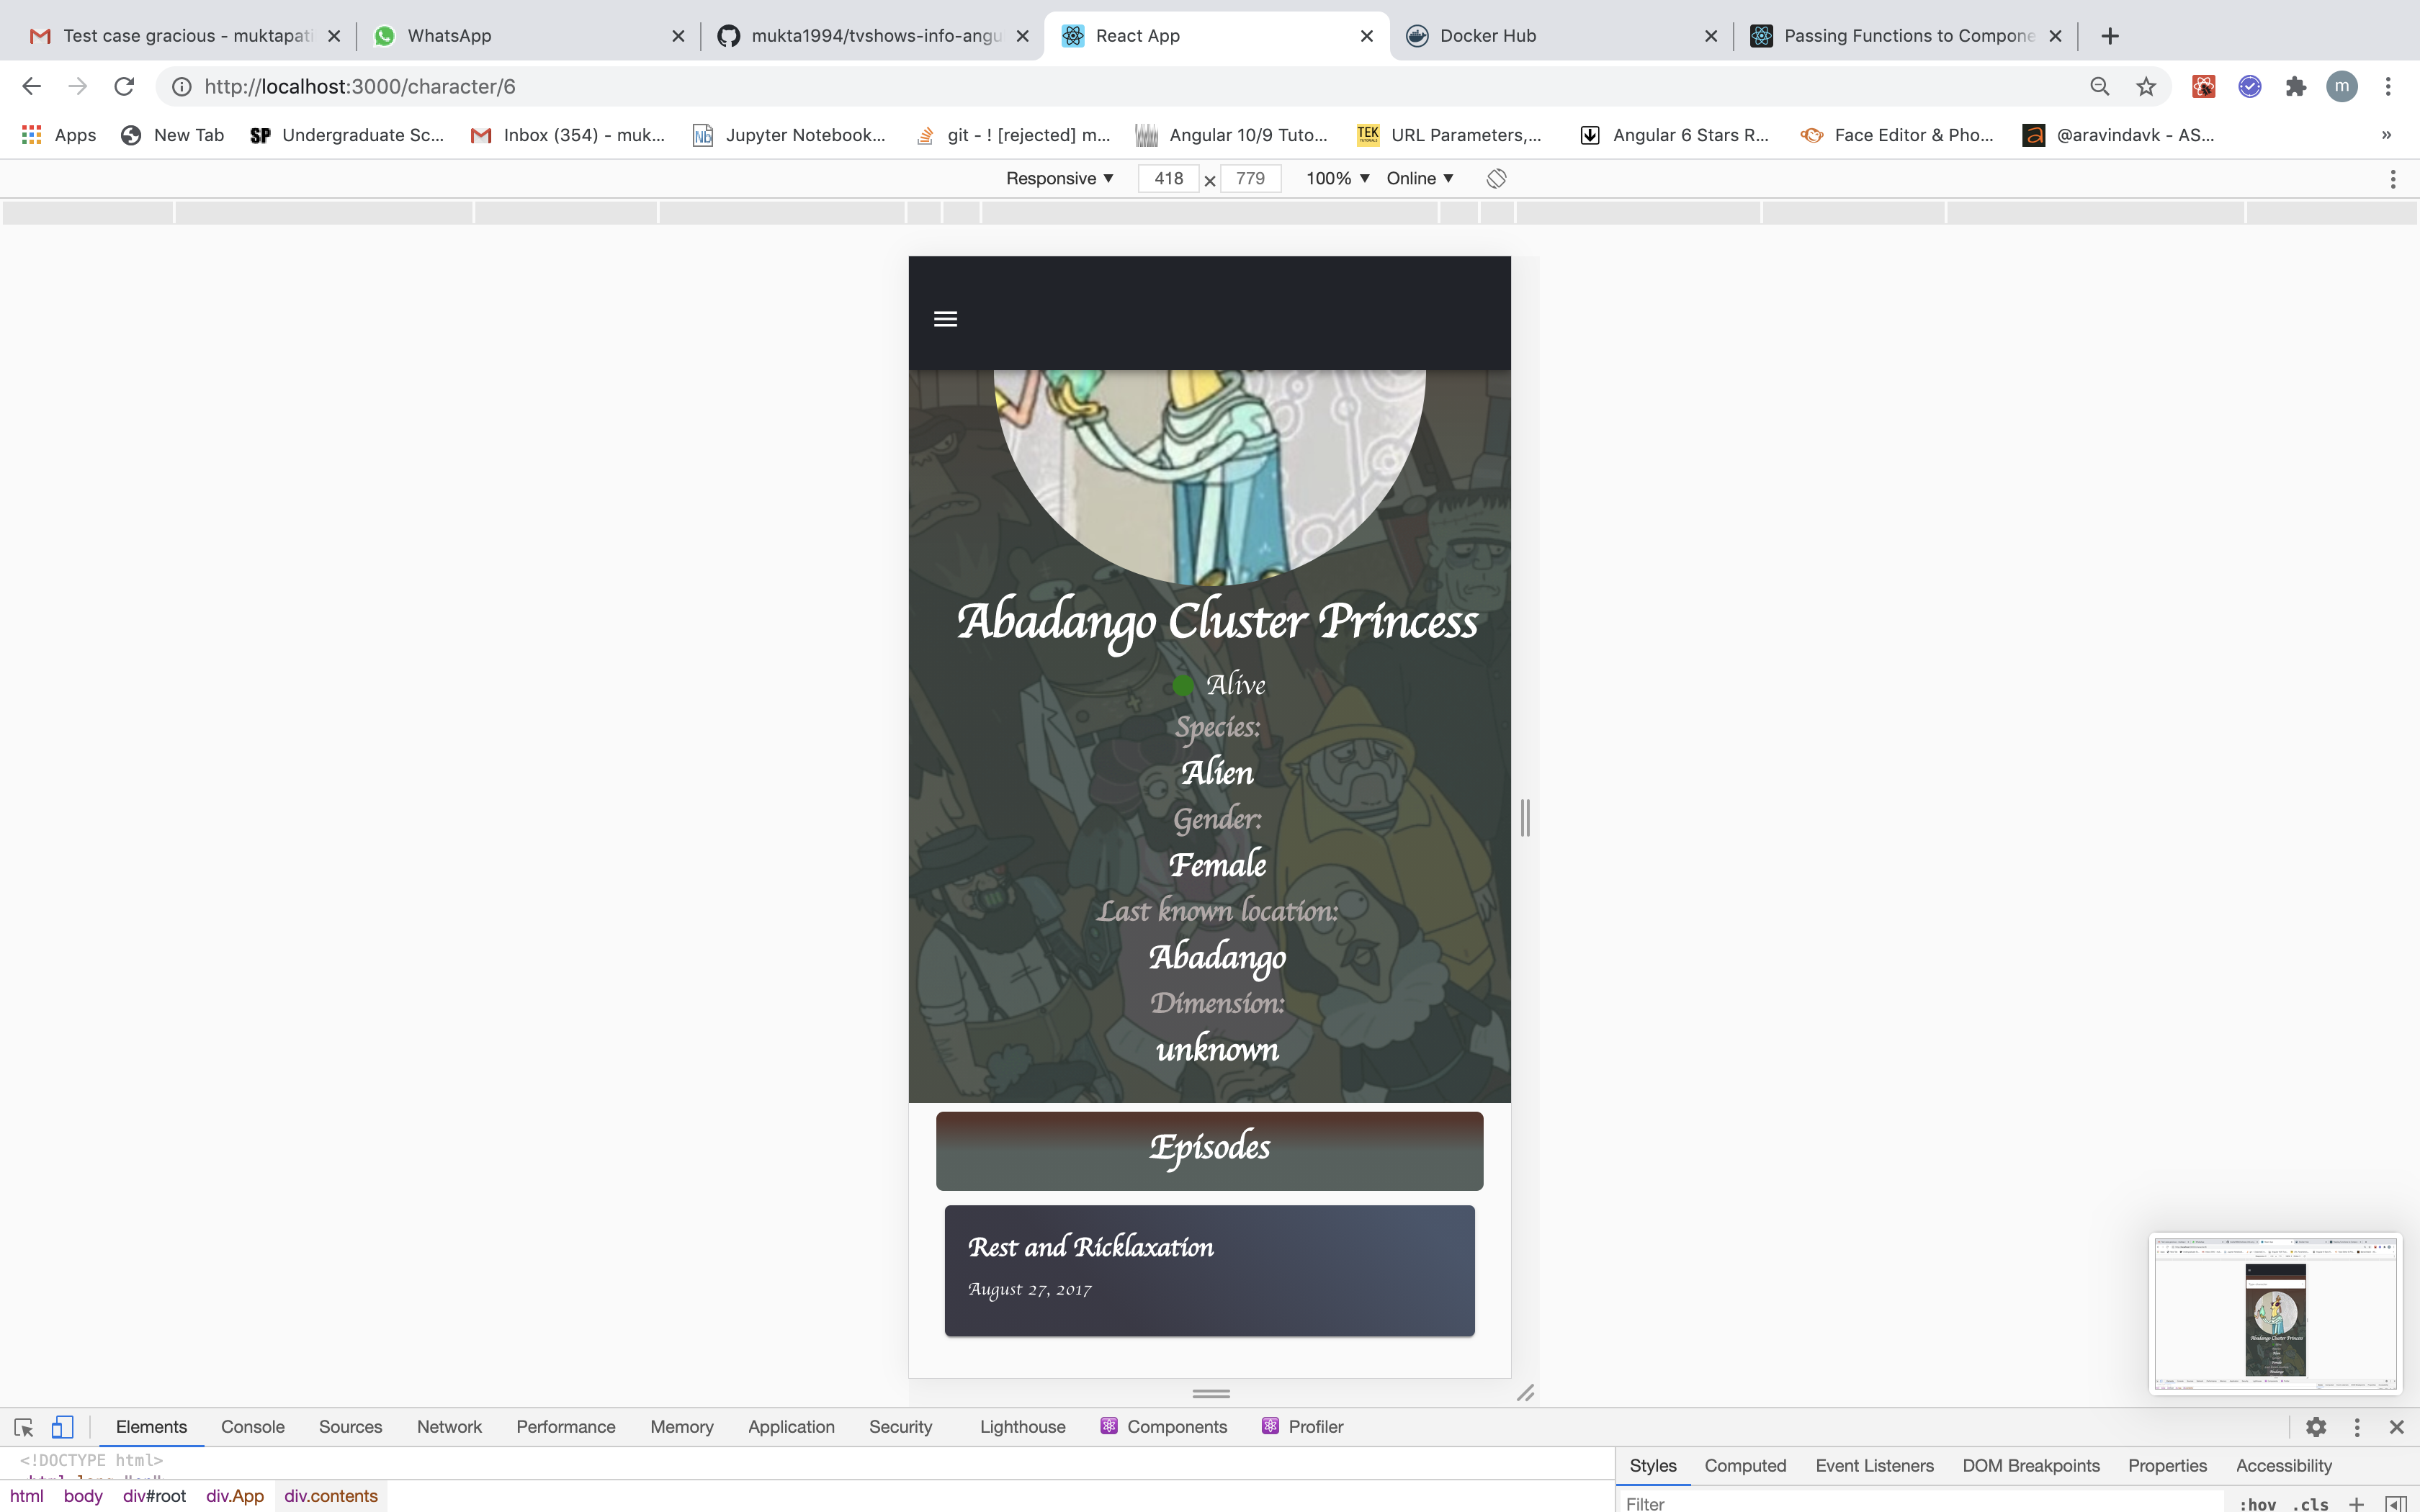 Test case gracious - muktapati
WhatsApp
mukta1994/tvshows-info-angu
React App
Docker Hub
Passing Functions to Compone
http://localhost:3000/character/6
m
Apps
New Tab
SP Undergraduate Sc...
Inbox (354) - muk...
Nb Jupyter Notebook...
git - ! [rejected] m...
Angular 10/9 Tuto...
TEK TUTORIALS URL Parameters,...
Angular 6 Stars R...
Face Editor & Pho...
a @aravindavk - AS...
»
Responsive ▼ 418 × 779 100% ▼ Online ▼
Abadango Cluster Princess
Alive
Species:
Alien
Gender:
Female
Last known location:
Abadango
Dimension:
unknown
Episodes
Rest and Ricklaxation
August 27, 2017
Elements Console Sources Network Performance Memory Application Security Lighthouse Components Profiler
<!DOCTYPE html>
Styles Computed Event Listeners DOM Breakpoints Properties Accessibility
html body div#root div.App div.contents
Filter :hov .cls +